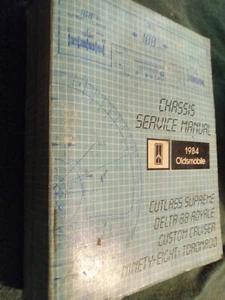 CHASSIS
SERVICE MANUAL
1984
Oldsmobile
CUTLASS SUPREME
DELTA 88 ROYALE
CUSTOM CRUISER
NINETY-EIGHT·TORONADO